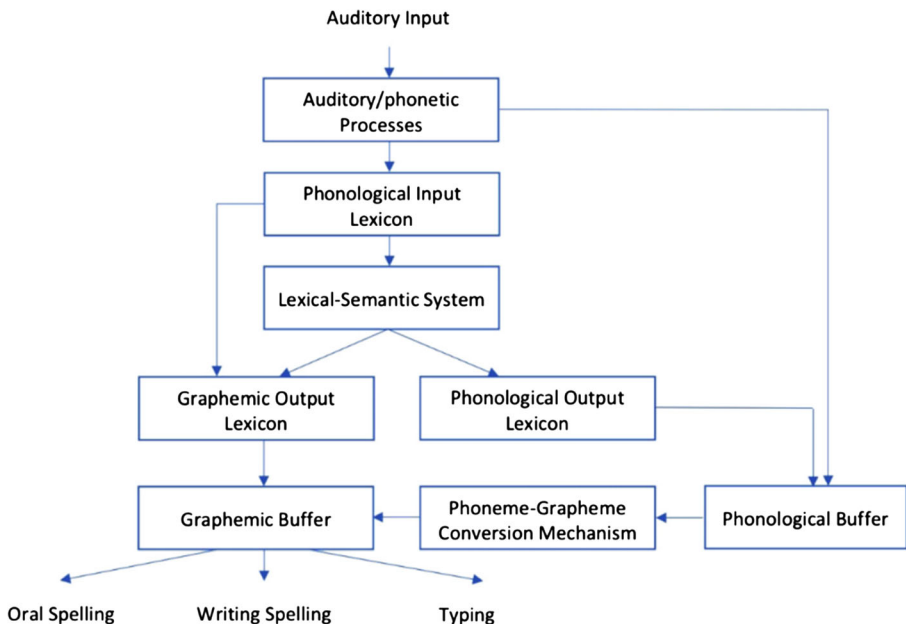 Auditory Input
Auditory/phonetic
Processes
Phonological Input
Lexicon
Lexical-Semantic System
Graphemic Output
Lexicon
Phonological Output
Lexicon
Graphemic Buffer
Phoneme-Grapheme
Conversion Mechanism
Phonological Buffer
Oral Spelling
Writing Spelling
Typing